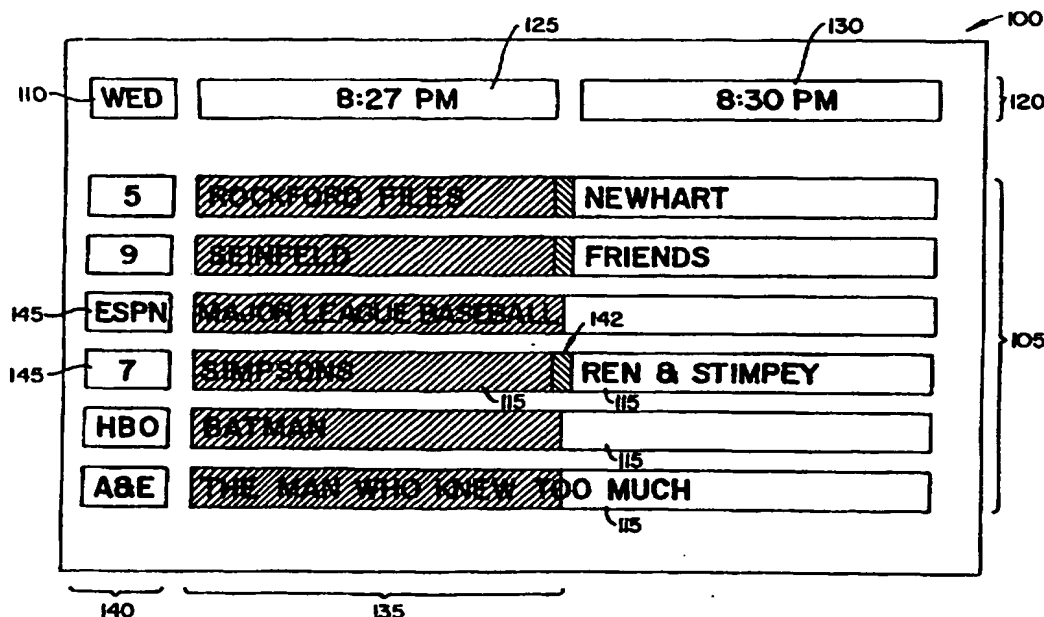 100
125
130
110
WED
8:27 PM
8:30 PM
120
5
ROCKFORD FILES
NEWHART
9
SEINFELD
FRIENDS
145
ESPN
MAJOR LEAGUE BASEBALL
142
105
145
7
SIMPSONS
REN & STIMPEY
115
115
HBO
BATMAN
115
A&E
THE MAN WHO KNEW TOO MUCH
115
140
135